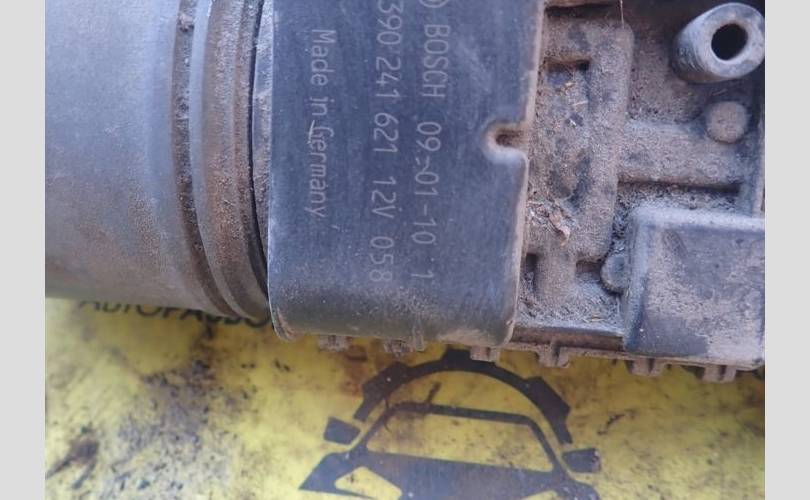 BOSCH 09-01-10 1
390 241 621 12V 058
Made in Germany